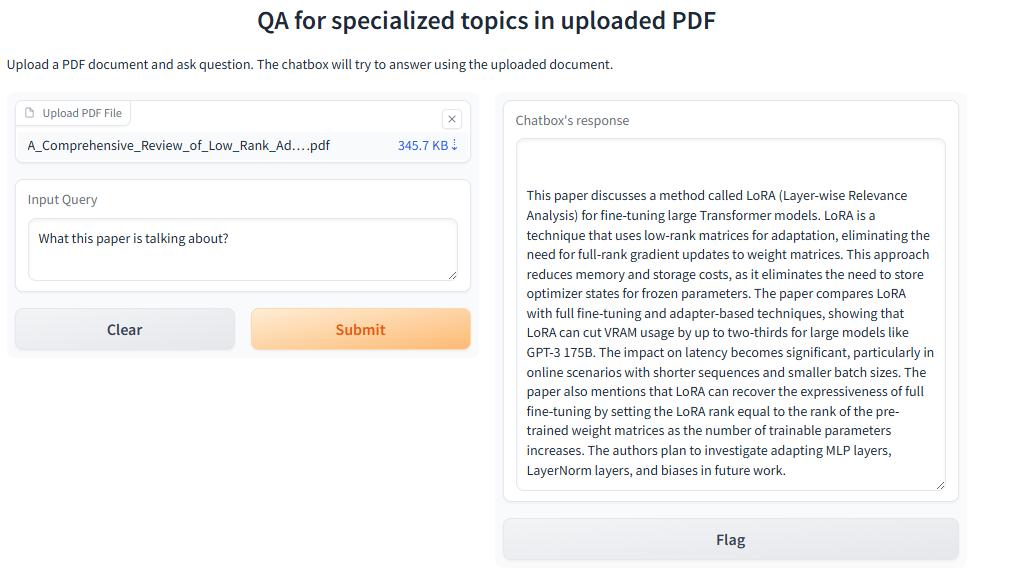 QA for specialized topics in uploaded PDF
Upload a PDF document and ask question. The chatbox will try to answer using the uploaded document.
Upload PDF File
A_Comprehensive_Review_of_Low_Rank_Ad....pdf
345.7 KB
Input Query
What this paper is talking about?
Clear
Submit
Chatbox's response
This paper discusses a method called LoRA (Layer-wise Relevance
Analysis) for fine-tuning large Transformer models. LoRA is a
technique that uses low-rank matrices for adaptation, eliminating the
need for full-rank gradient updates to weight matrices. This approach
reduces memory and storage costs, as it eliminates the need to store
optimizer states for frozen parameters. The paper compares LoRA
with full fine-tuning and adapter-based techniques, showing that
LoRA can cut VRAM usage by up to two-thirds for large models like
GPT-3 175B. The impact on latency becomes significant, particularly in
online scenarios with shorter sequences and smaller batch sizes. The
paper also mentions that LoRA can recover the expressiveness of full
fine-tuning by setting the LoRA rank equal to the rank of the pre-
trained weight matrices as the number of trainable parameters
increases. The authors plan to investigate adapting MLP layers,
LayerNorm layers, and biases in future work.
Flag